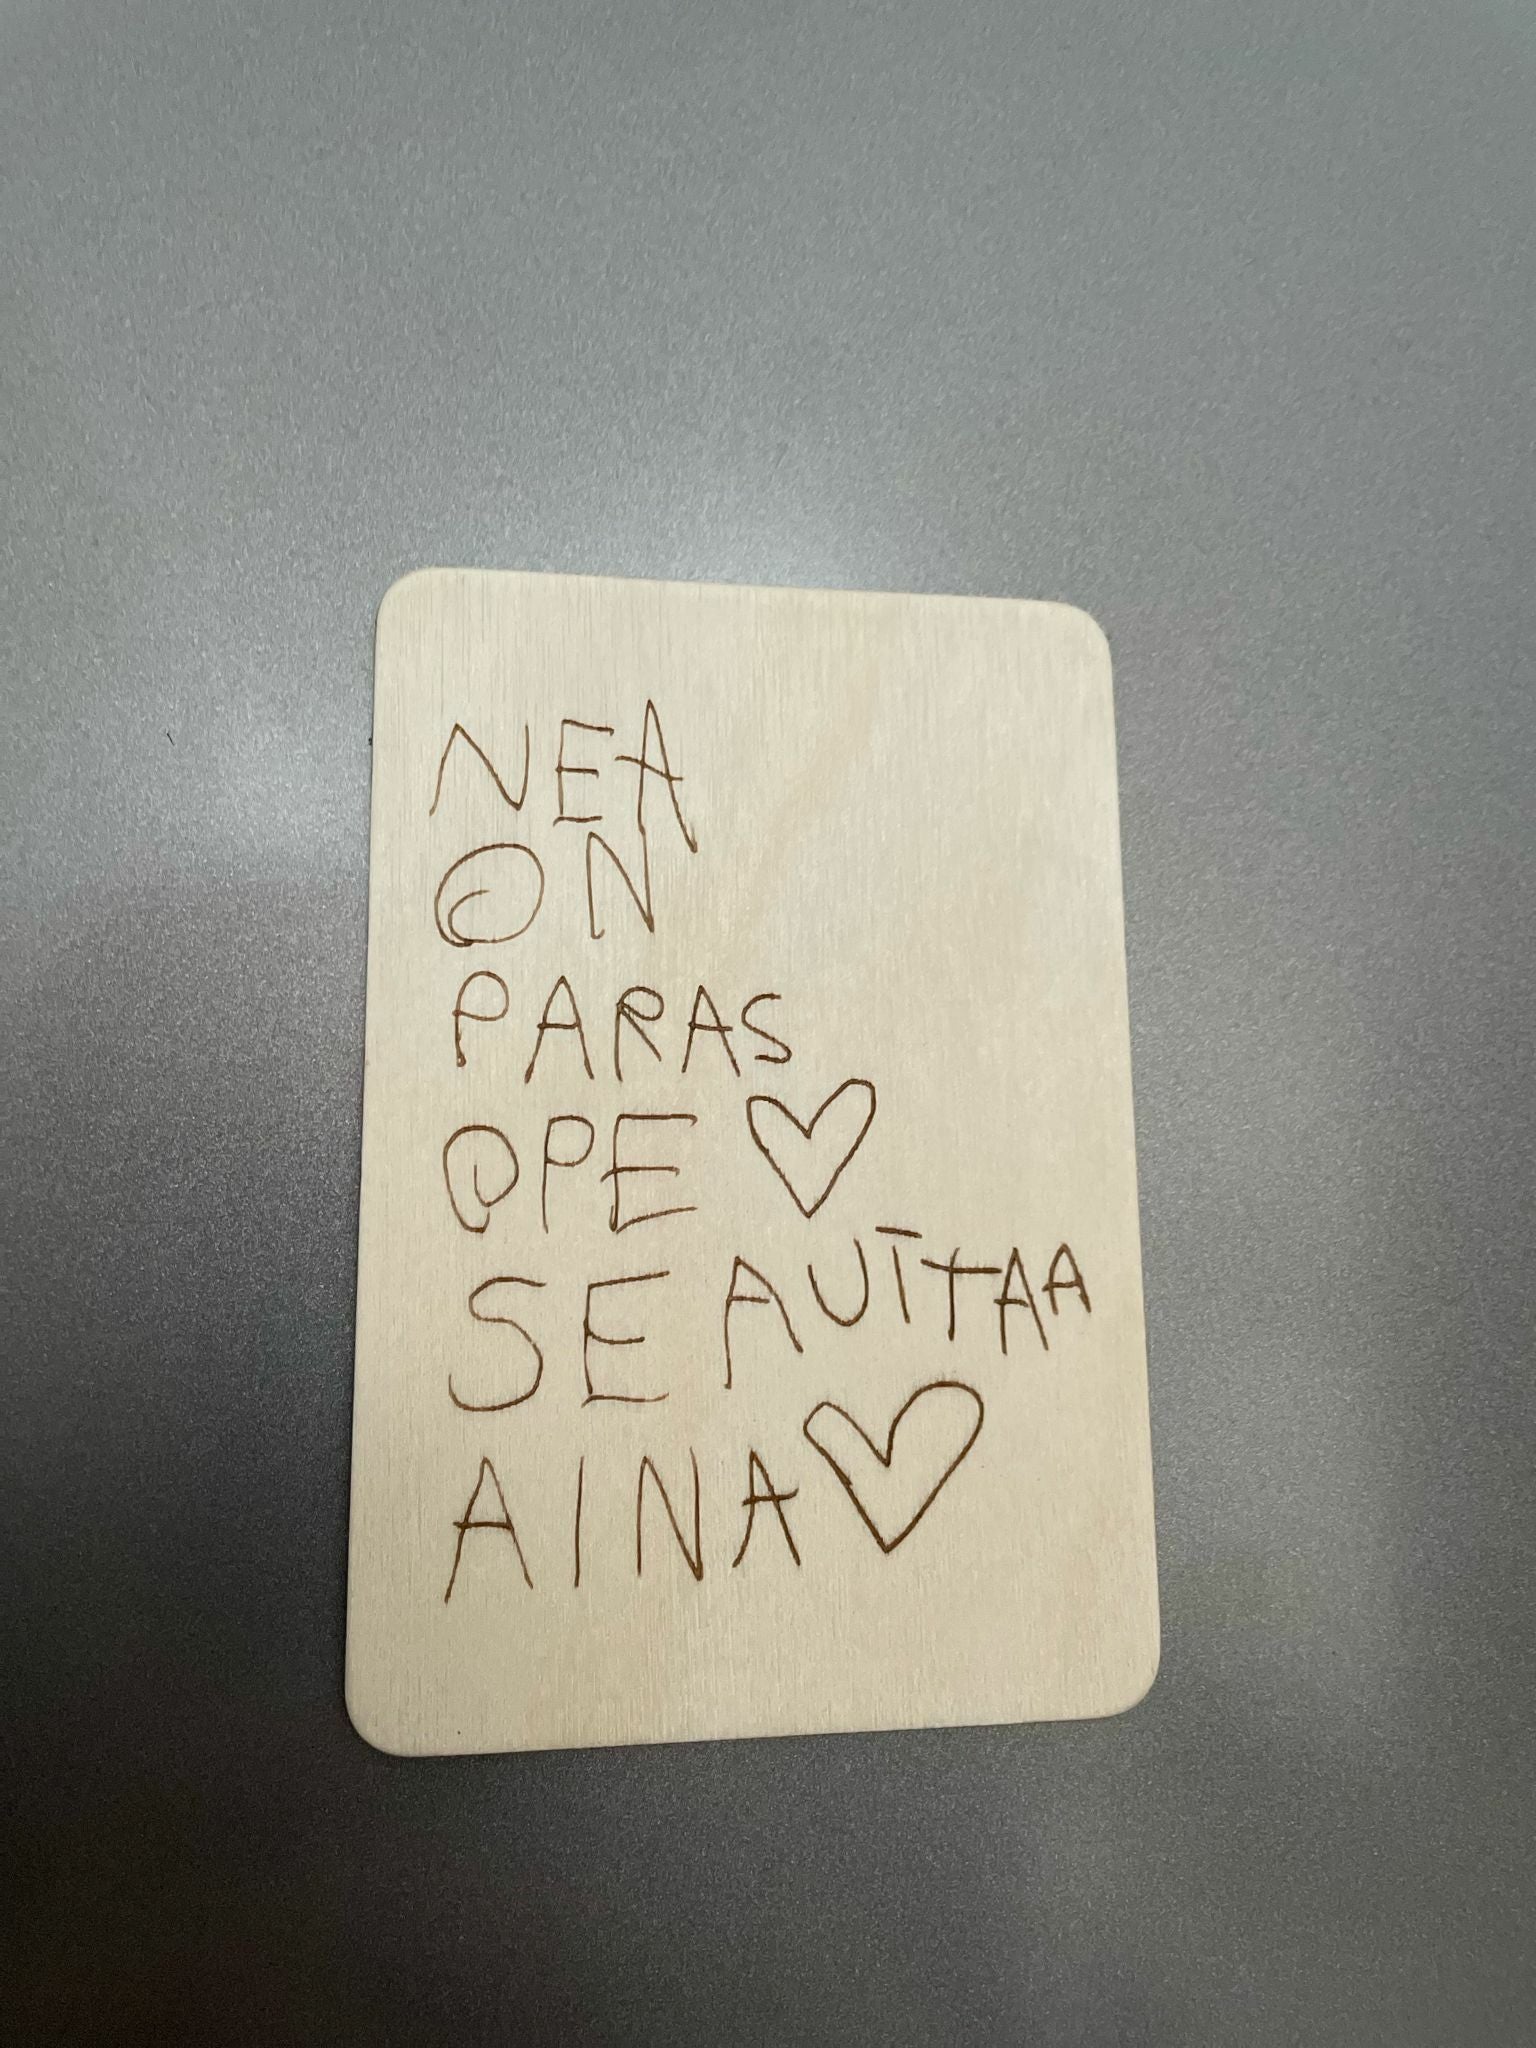 NEA
ON
PARAS
OPE ♡
SE AUTTAA
AINA ♡